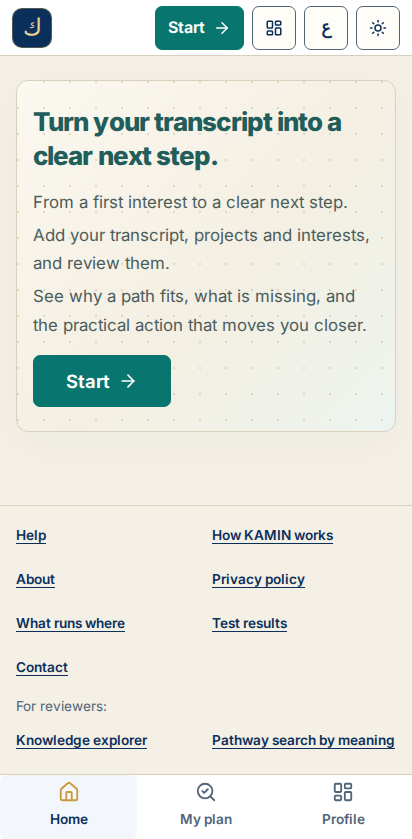 ك
Start
ع
Turn your transcript into a
clear next step.
From a first interest to a clear next step.
Add your transcript, projects and interests,
and review them.
See why a path fits, what is missing, and
the practical action that moves you closer.
Start
Help
How KAMIN works
About
Privacy policy
What runs where
Test results
Contact
For reviewers:
Knowledge explorer
Pathway search by meaning
Home
My plan
Profile